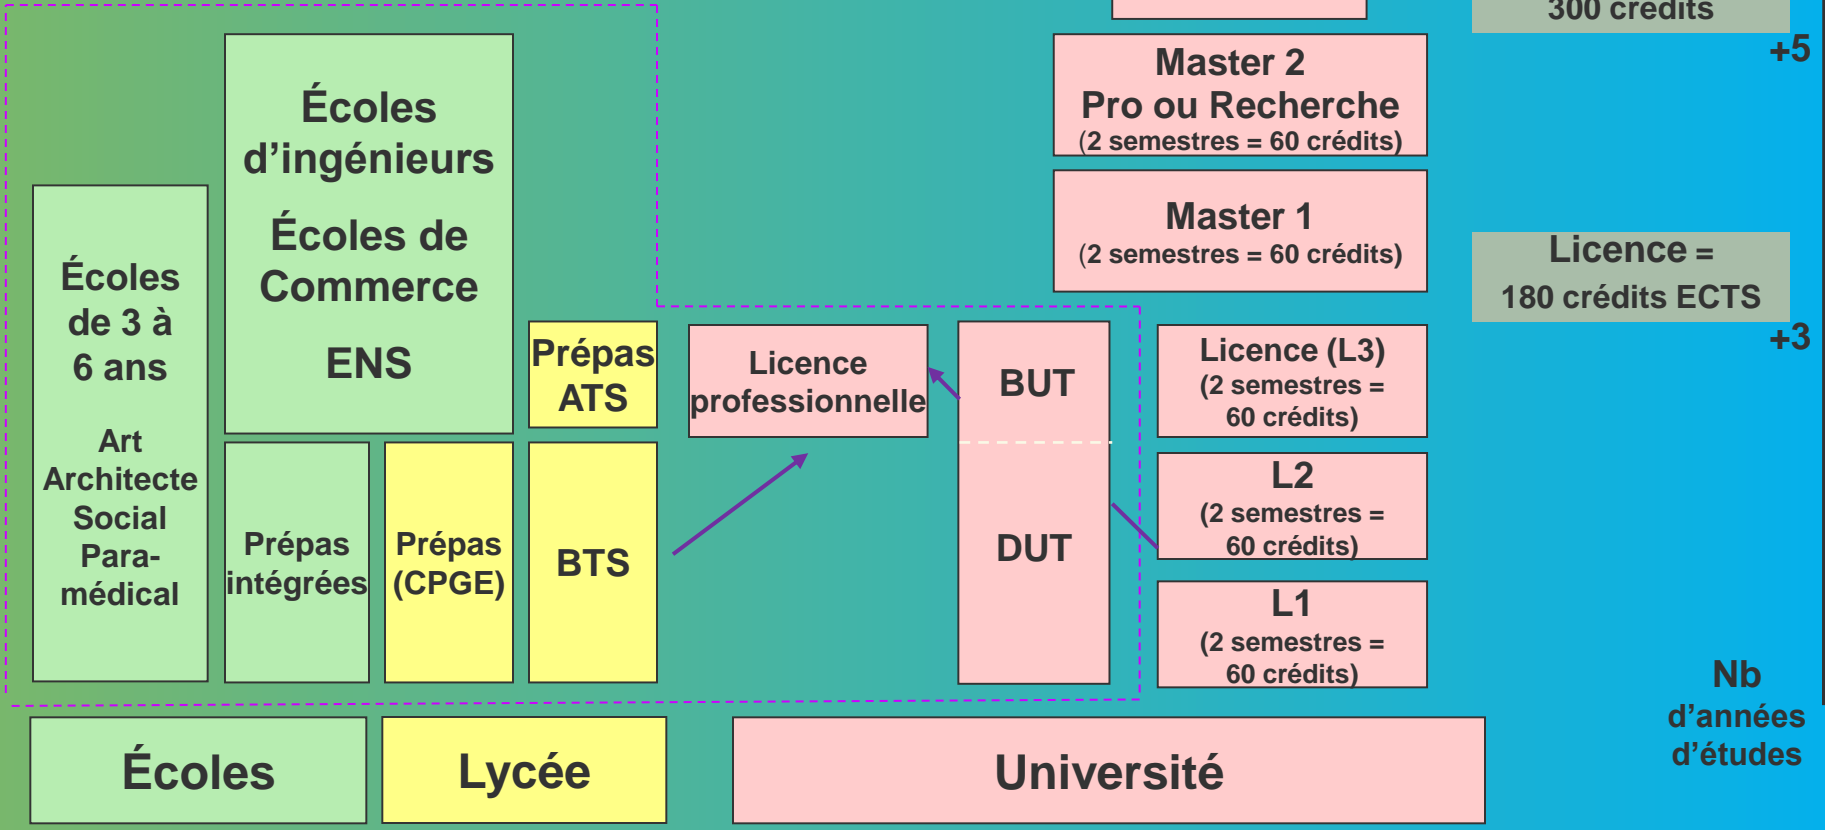 300 crédits
+5
Master 2
Pro ou Recherche
(2 semestres = 60 crédits)
Master 1
(2 semestres = 60 crédits)
Licence =
180 crédits ECTS
+3
Écoles
d’ingénieurs
Écoles de
Commerce
ENS
Écoles
de 3 à
6 ans
Art
Architecte
Social
Para-
médical
Prépas
intégrées
Prépas
(CPGE)
Prépas
ATS
BTS
Licence
professionnelle
BUT
DUT
Licence (L3)
(2 semestres =
60 crédits)
L2
(2 semestres =
60 crédits)
L1
(2 semestres =
60 crédits)
Nb
d’années
d’études
Écoles
Lycée
Université